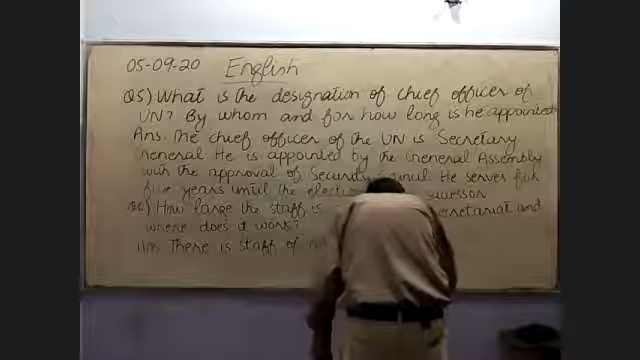 05-09-20 English
Q5) What is the designation of chief officer of
UN? By whom and for how long is he appointed
Ans. The chief officer of the UN is Secretary
General He is appointed by the General Assembly
with the approval of Security Council He serves for
five years until the
Q6) How large the staff is secretariat and
where does it work?
Ans There is staff of